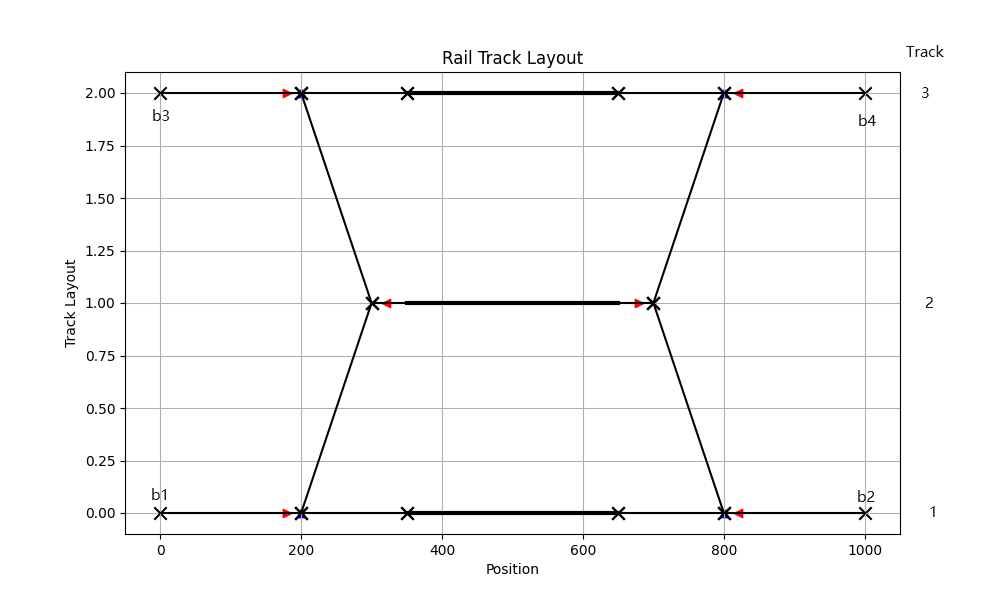 Rail Track Layout
Track
2.00
3
b3
b4
1.75
1.50
1.25
1.00
2
0.75
0.50
0.25
b1
b2
0.00
1
0 200 400 600 800 1000
Position
Track Layout